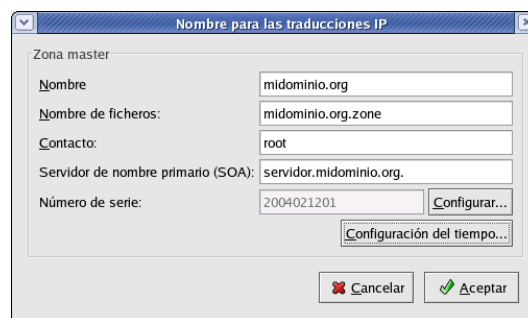 Nombre para las traducciones IP
Zona master
Nombre
midominio.org
Nombre de ficheros:
midominio.org.zone
Contacto:
root
Servidor de nombre primario (SOA):
servidor.midominio.org.
Número de serie:
2004021201
Configurar...
Configuración del tiempo...
Cancelar
Aceptar